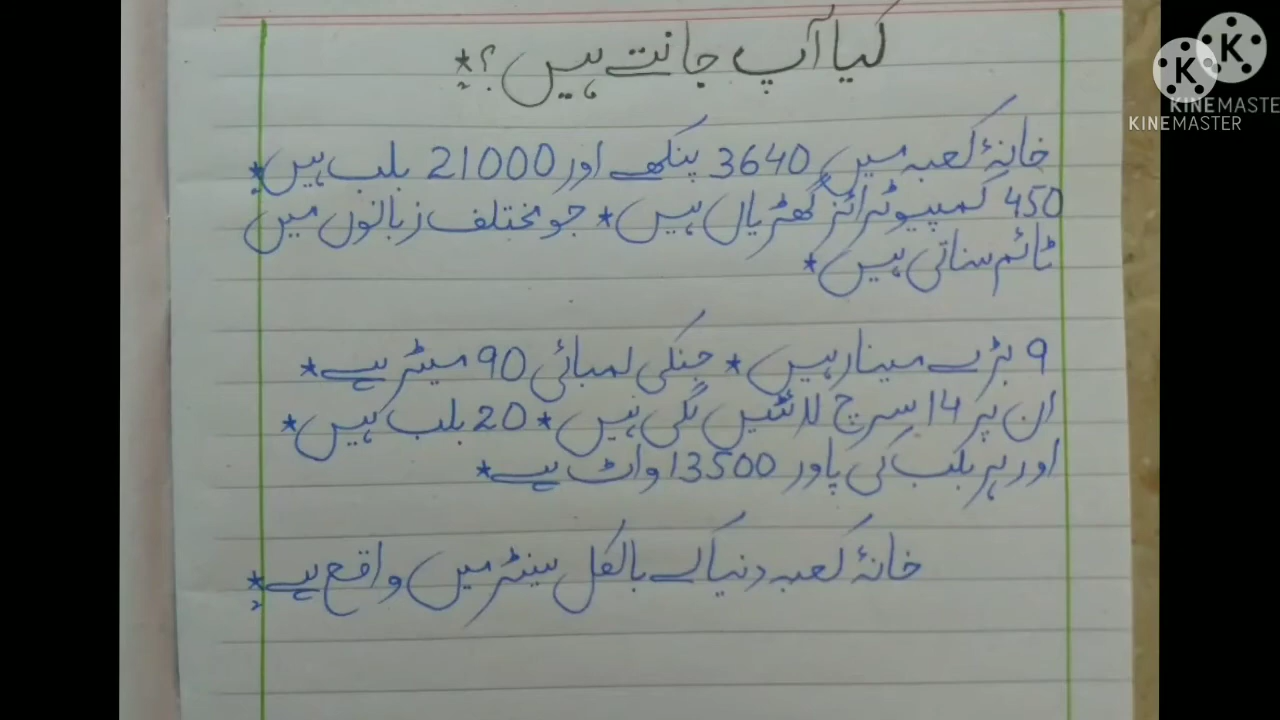 کیا آپ جانتے ہیں؟*
خانۂ کعبہ میں 3640 پنکھے اور 21000 بلب ہیں*
450 کمپیوٹرائز گھڑیاں ہیں* جو مختلف زبانوں میں
ٹائم سناتی ہیں*
9 بڑے مینار ہیں* جنکی لمبائی 90 میٹر ہے*
ان پر 14 سرچ لائٹیں لگی ہیں* 20 بلب ہیں*
اور ہر بلب کی پاور 13500 واٹ ہے*
خانۂ کعبہ دنیا کے بالکل سینٹر میں واقع ہے*
KINEMASTE
KINEMASTER